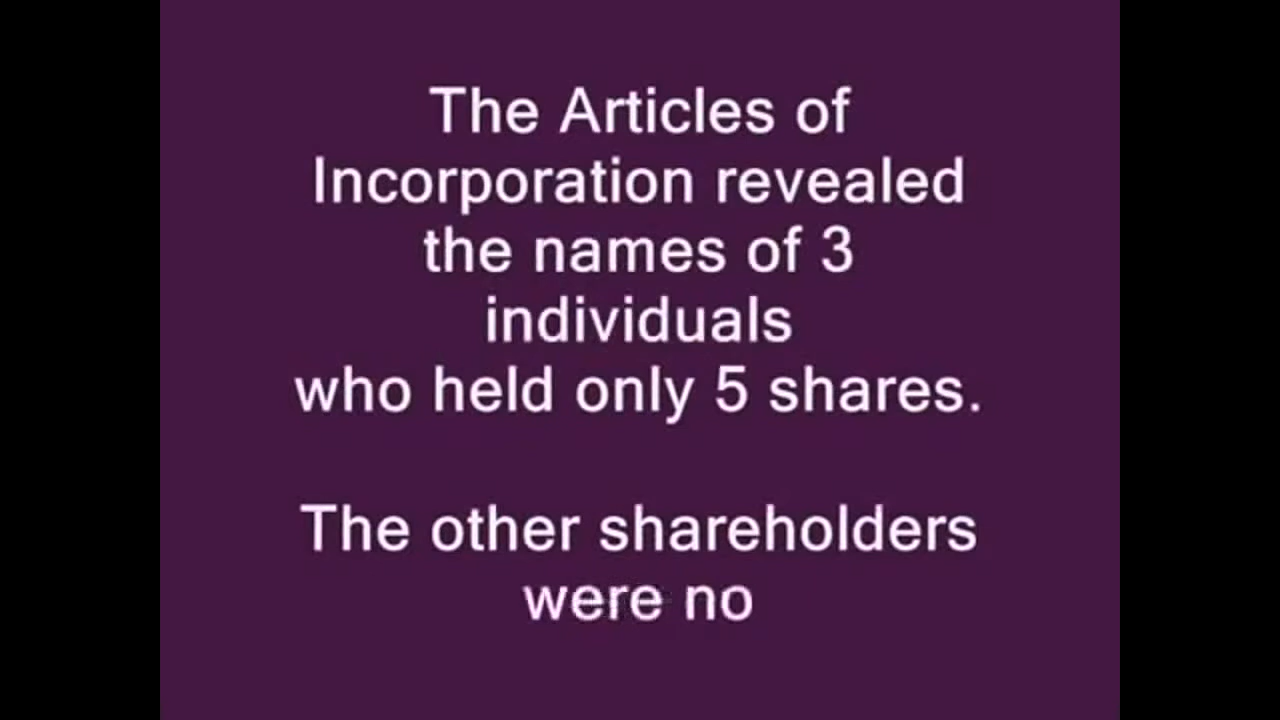 The Articles of
Incorporation revealed
the names of 3
individuals
who held only 5 shares.
The other shareholders
were no